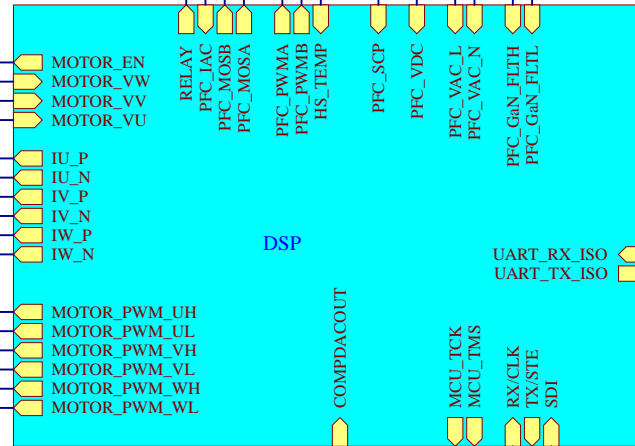 RELAY
PFC_IAC
PFC_MOSB
PFC_MOSA
PFC_PWMA
PFC_PWMB
HS_TEMP
PFC_SCP
PFC_VDC
PFC_VAC_L
PFC_VAC_N
PFC_GaN_FLTH
PFC_GaN_FLTL
MOTOR_EN
MOTOR_VW
MOTOR_VV
MOTOR_VU
IU_P
IU_N
IV_P
IV_N
IW_P
IW_N
DSP
UART_RX_ISO
UART_TX_ISO
MOTOR_PWM_UH
MOTOR_PWM_UL
MOTOR_PWM_VH
MOTOR_PWM_VL
MOTOR_PWM_WH
MOTOR_PWM_WL
COMPDACOUT
MCU_TCK
MCU_TMS
RX/CLK
TX/STE
SDI